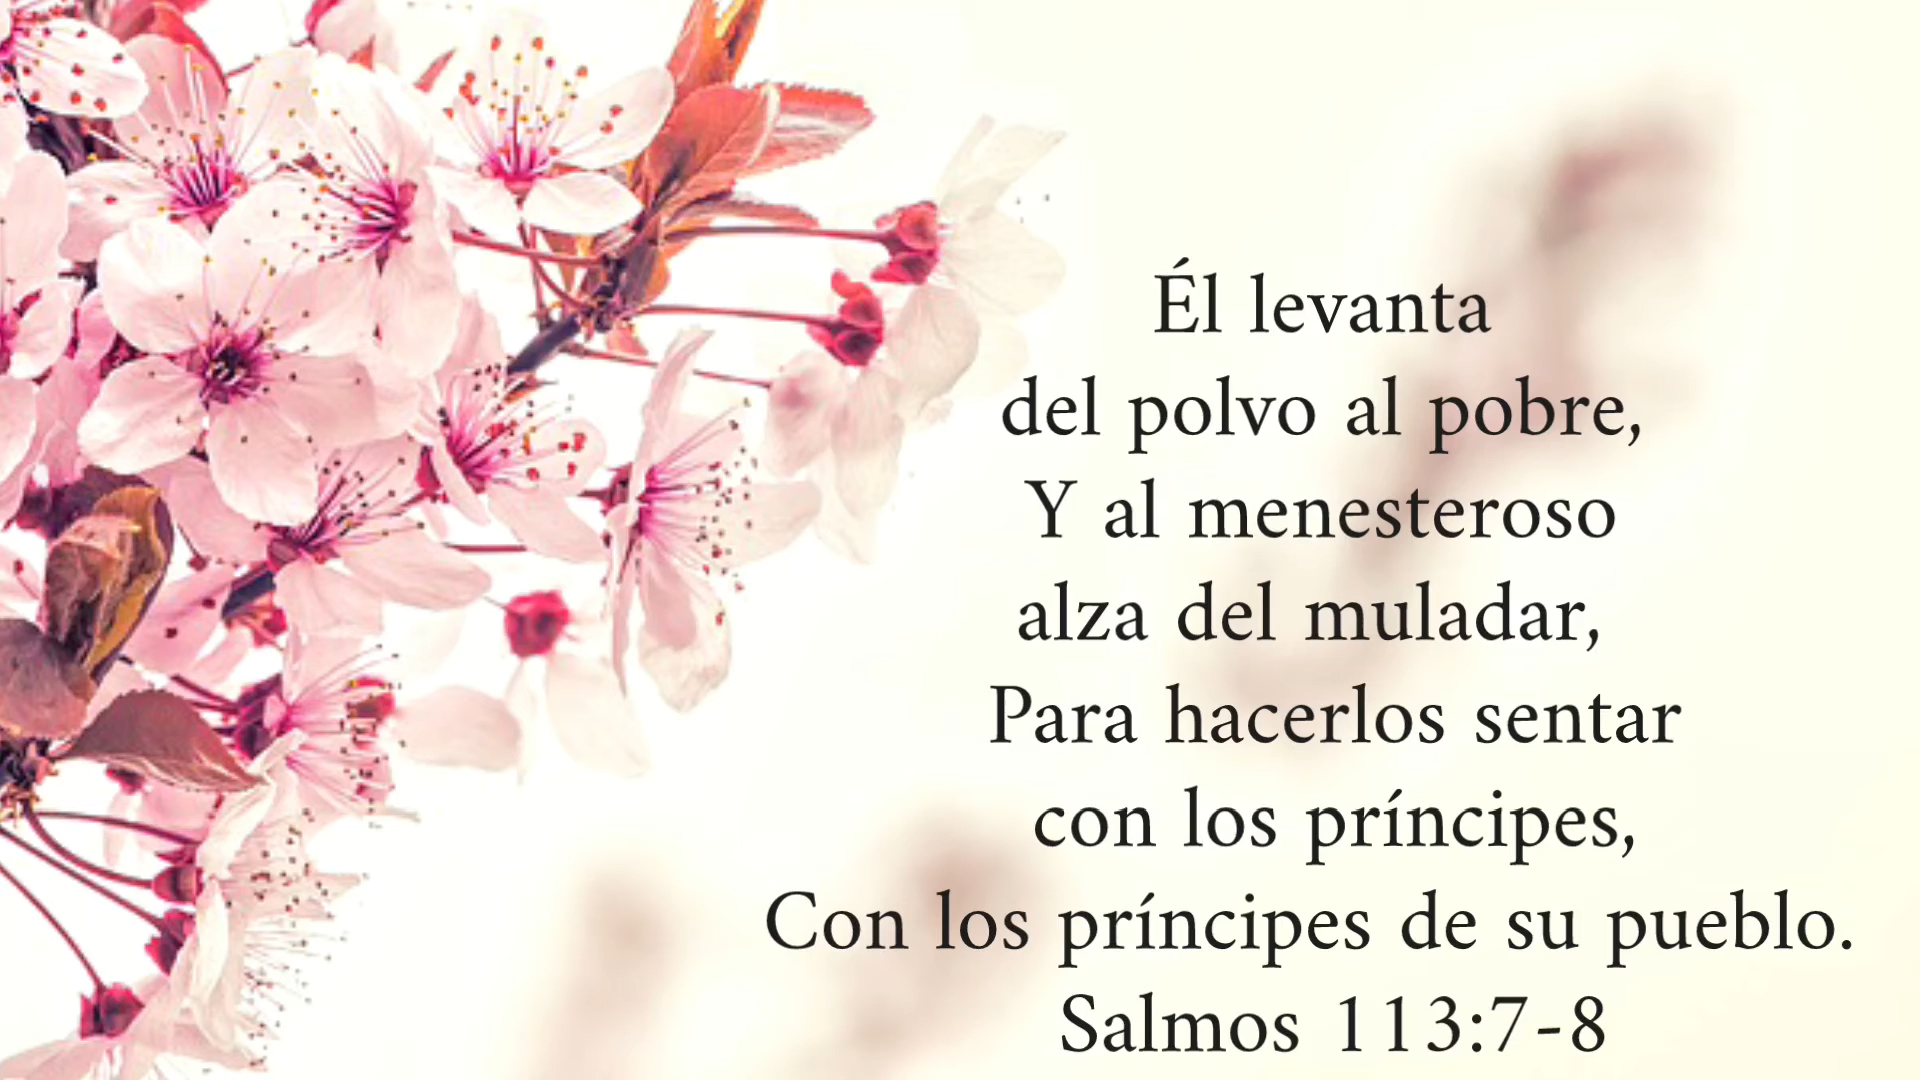 Él levanta
del polvo al pobre,
Y al menesteroso
alza del muladar,
Para hacerlos sentar
con los príncipes,
Con los príncipes de su pueblo.
Salmos 113:7-8